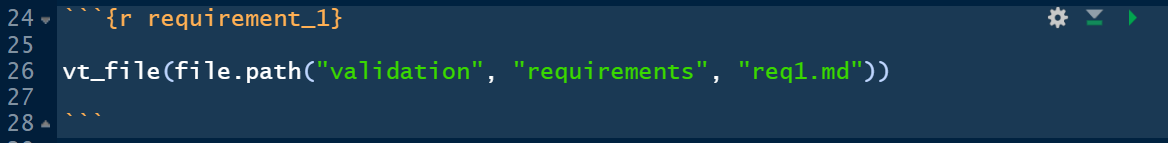 24 ```{r requirement_1}
25
26 vt_file(file.path("validation", "requirements", "req1.md"))
27
28 ```